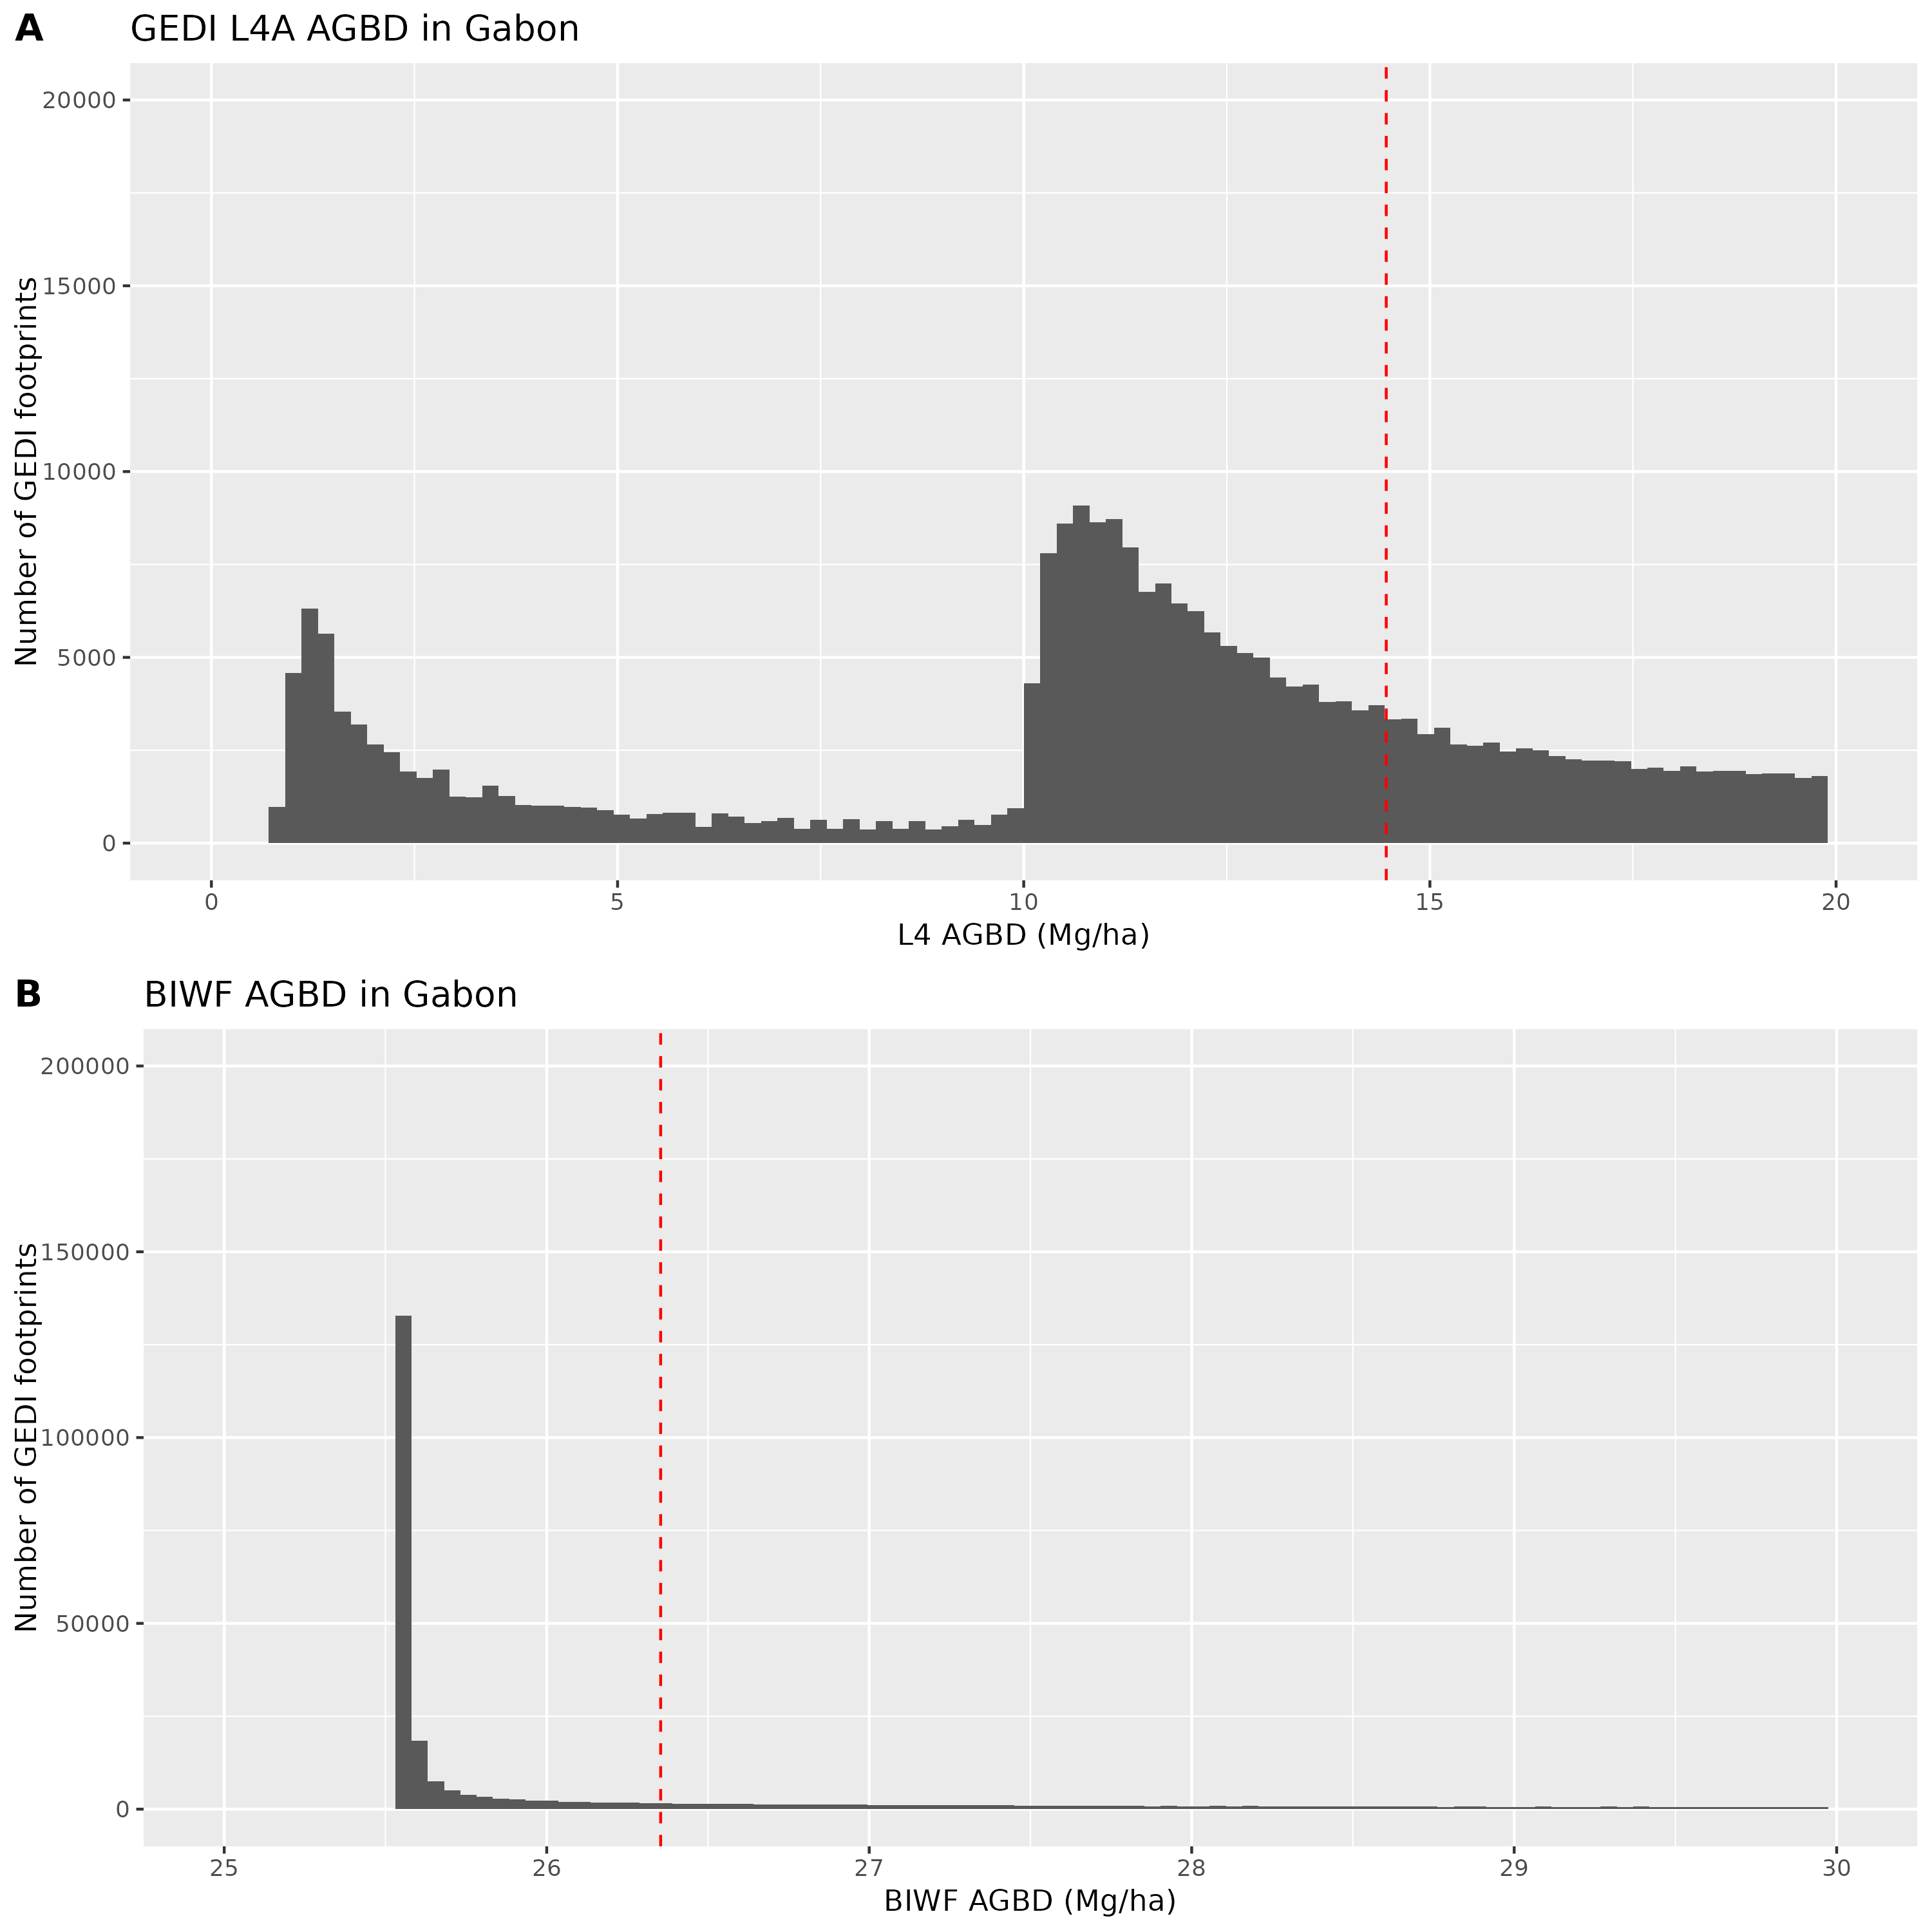 A
GEDI L4A AGBD in Gabon
20000
15000
10000
5000
0
Number of GEDI footprints
0 5 10 15 20
L4 AGBD (Mg/ha)
B
BIWF AGBD in Gabon
200000
150000
100000
50000
0
Number of GEDI footprints
25 26 27 28 29 30
BIWF AGBD (Mg/ha)